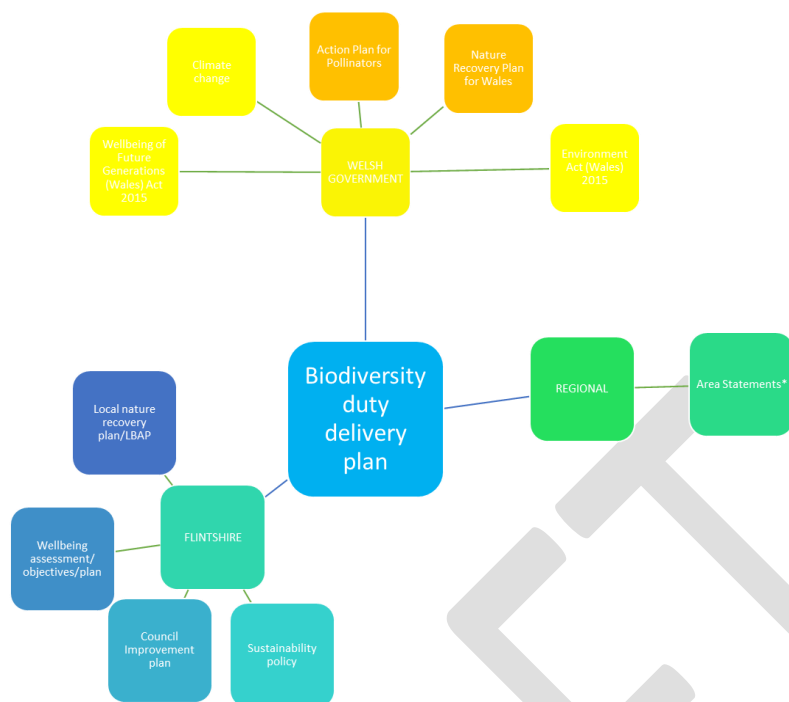 Action Plan for
Pollinators
Nature
Recovery Plan
for Wales
Climate
change
Wellbeing of
Future
Generations
(Wales) Act
2015
WELSH
GOVERNMENT
Environment
Act (Wales)
2015
Biodiversity
duty
delivery
plan
REGIONAL
Area Statements*
Local nature
recovery
plan/LBAP
FLINTSHIRE
Wellbeing
assessment/
objectives/plan
Council
Improvement
plan
Sustainability
policy